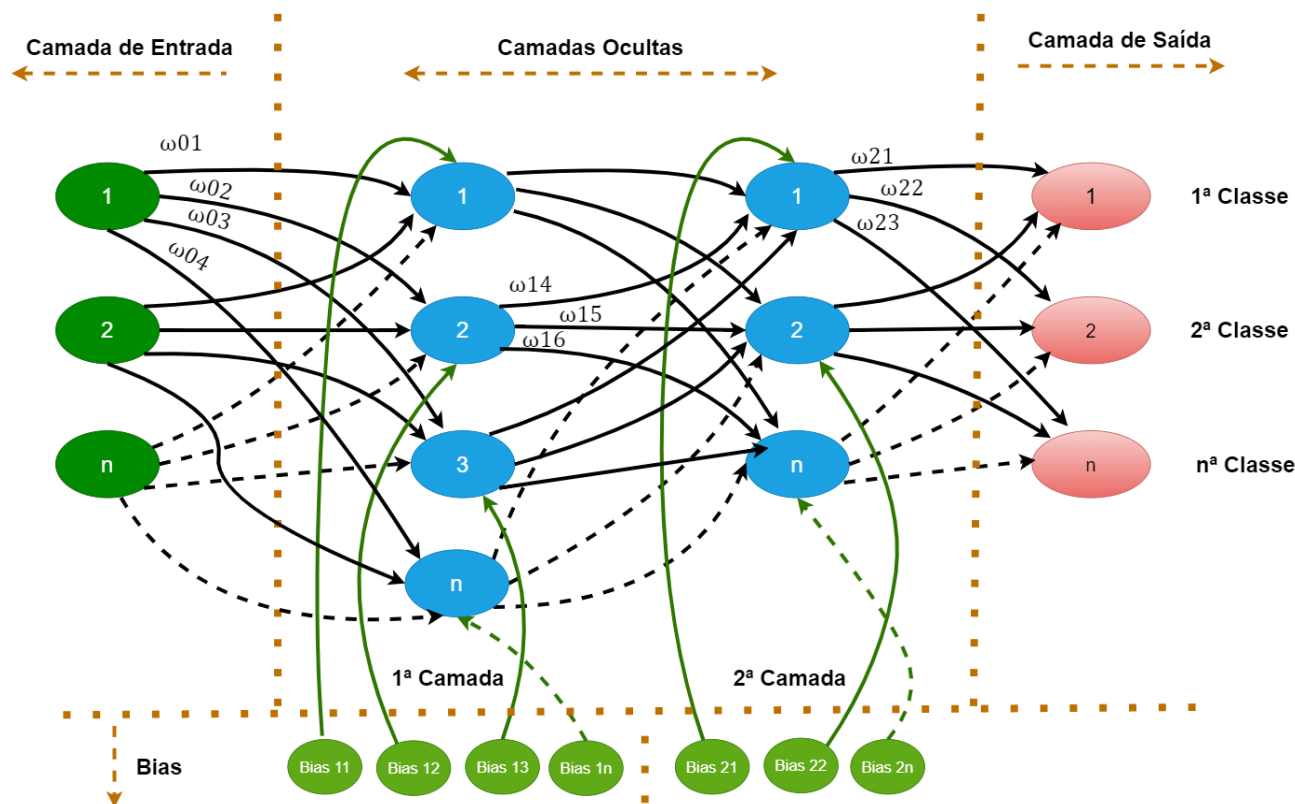 Camada de Entrada
Camadas Ocultas
Camada de Saída
ω01
ω02
ω03
ω04
ω14
ω15
ω16
ω21
ω22
ω23
1
1
1
1
1ª Classe
2
2
2
2
2ª Classe
n
3
n
n
nª Classe
n
1ª Camada
2ª Camada
Bias
Bias 11
Bias 12
Bias 13
Bias 1n
Bias 21
Bias 22
Bias 2n